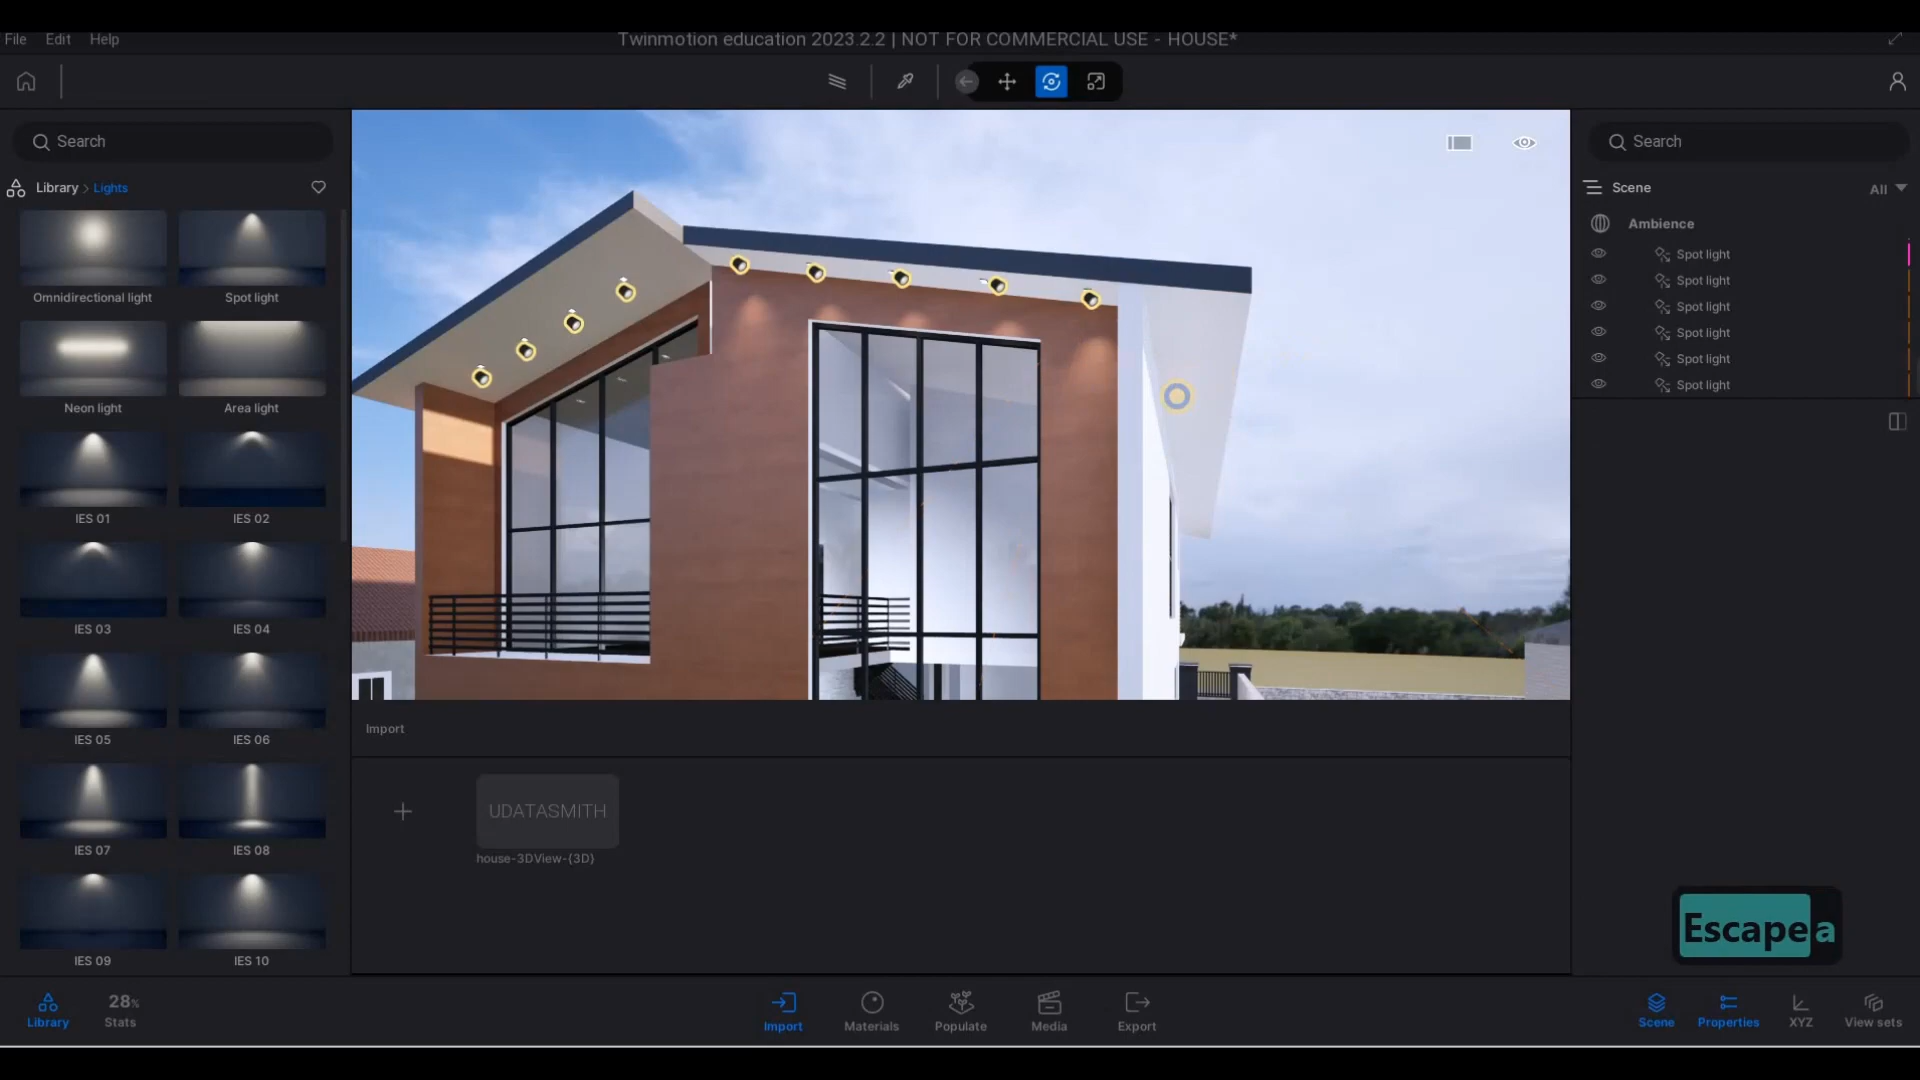 File Edit Help
Twinmotion education 2023.2.2 | NOT FOR COMMERCIAL USE - HOUSE*
Search
Library > Lights
Omnidirectional light
Spot light
Neon light
Area light
IES 01
IES 02
IES 03
IES 04
IES 05
IES 06
IES 07
IES 08
IES 09
IES 10
Search
Scene
All
Ambience
Spot light
Spot light
Spot light
Spot light
Spot light
Spot light
Import
UDATASMITH
house-3DView-{3D}
Escape a
Library
28%
Stats
Import
Materials
Populate
Media
Export
Scene
Properties
XYZ
View sets